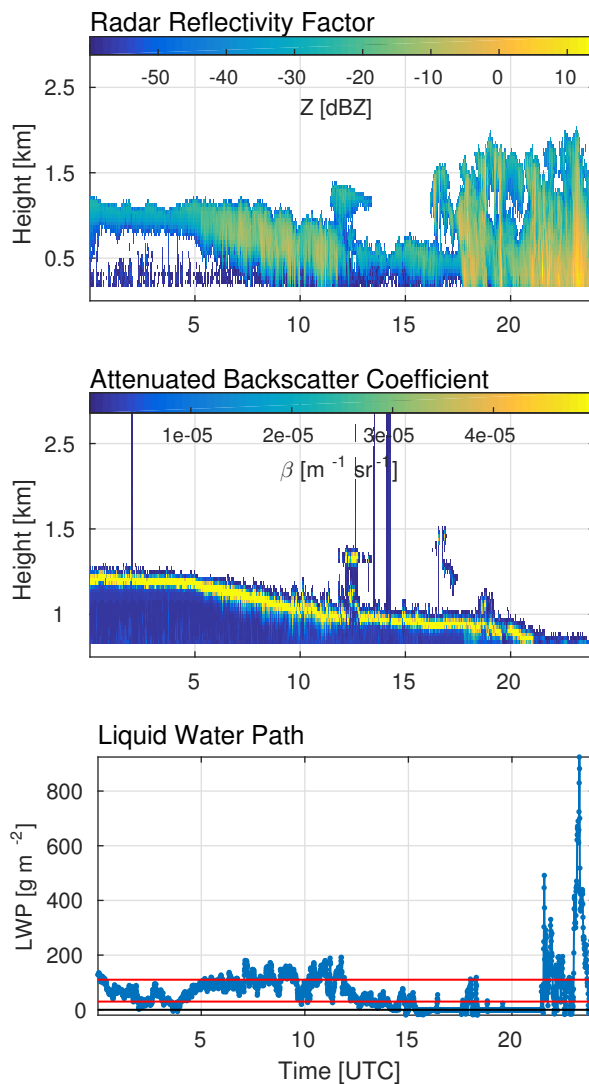 Radar Reflectivity Factor
-50 -40 -30 -20 -10 0 10
Z [dBZ]
2.5
1.5
0.5
Height [km]
5 10 15 20
Attenuated Backscatter Coefficient
1e-05 2e-05 3e-05 4e-05
β [m -1 sr-1]
2.5
1.5
1
Height [km]
5 10 15 20
Liquid Water Path
800
600
400
200
0
LWP [g m -2]
5 10 15 20
Time [UTC]